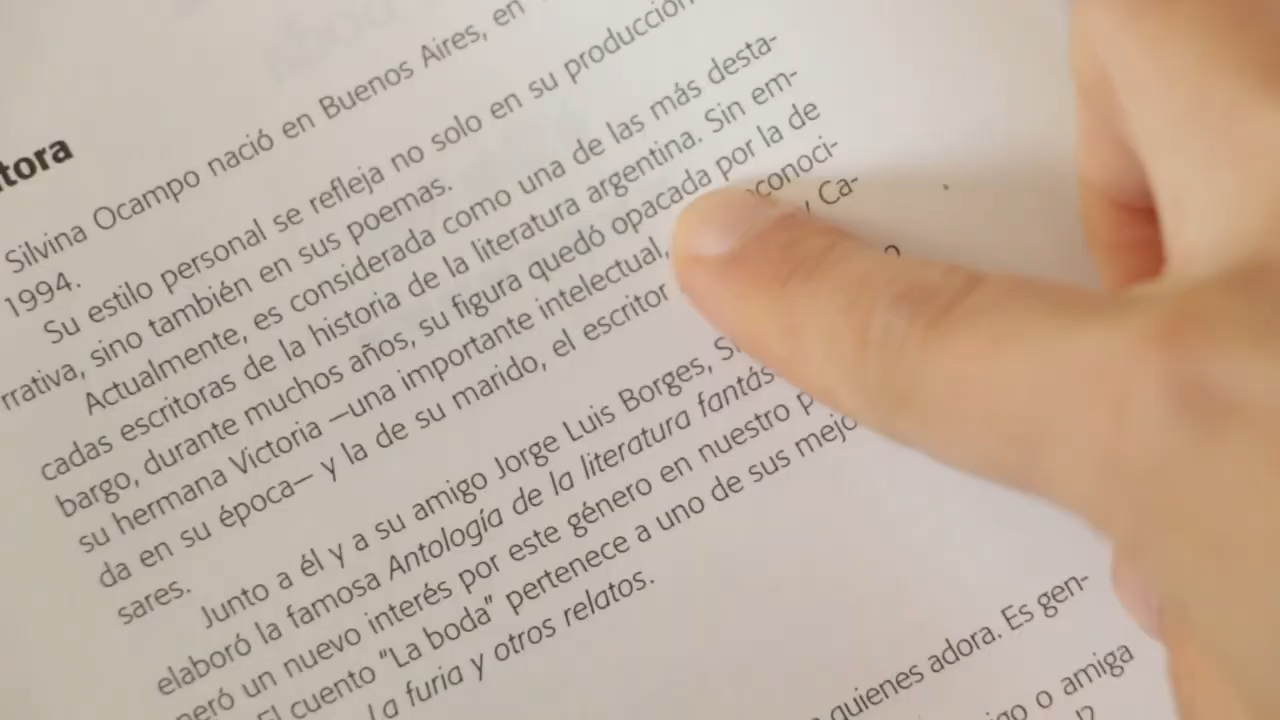 tora
Silvina Ocampo nació en Buenos Aires, en
1994.
Su estilo personal se refleja no solo en su producción
rrativa, sino también en sus poemas.
Actualmente, es considerada como una de las más desta-
cadas escritoras de la historia de la literatura argentina. Sin em-
bargo, durante muchos años, su figura quedó opacada por la de
su hermana Victoria —una importante intelectual, econoci-
da en su época— y la de su marido, el escritor y Ca-
sares.
Junto a él y a su amigo Jorge Luis Borges, S
elaboró la famosa Antología de la literatura fantás
neró un nuevo interés por este género en nuestro p
El cuento "La boda" pertenece a uno de sus mejo
La furia y otros relatos.
quienes adora. Es gen-
igo o amiga